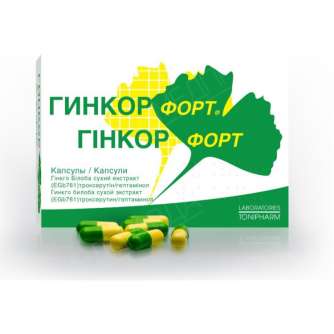 ГИНКОР ФОРТ®
ГІНКОР ФОРТ
Капсулы / Капсули
Гінкго Білоба сухий екстракт
(EGb761)троксерутин/гептамінол
Гинкго билоба сухой экстракт
(EGb761)троксерутин/гептаминол
LABORATOIRES
TONIPHARM